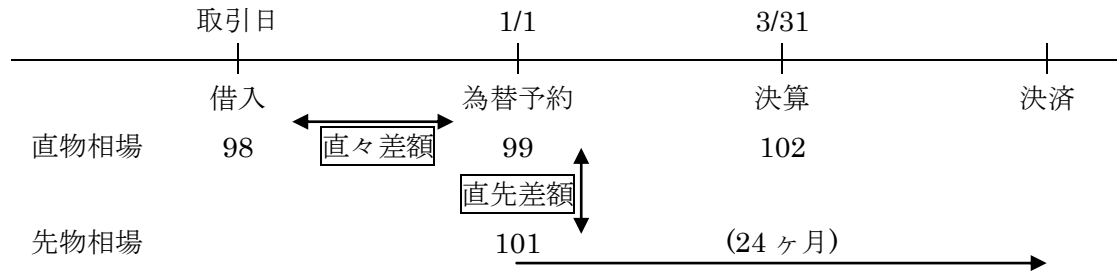 取引日 1/1 3/31
借入 為替予約 決算 決済
直物相場 98 直々差額 99 102
直先差額
先物相場 101 (24 ヶ月)